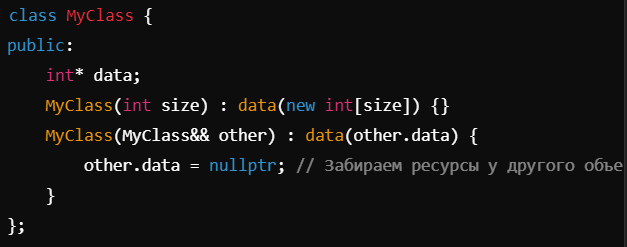 class MyClass {
public:
    int* data;
    MyClass(int size) : data(new int[size]) {}
    MyClass(MyClass&& other) : data(other.data) {
        other.data = nullptr; // Забираем ресурсы у другого объе
    }
};